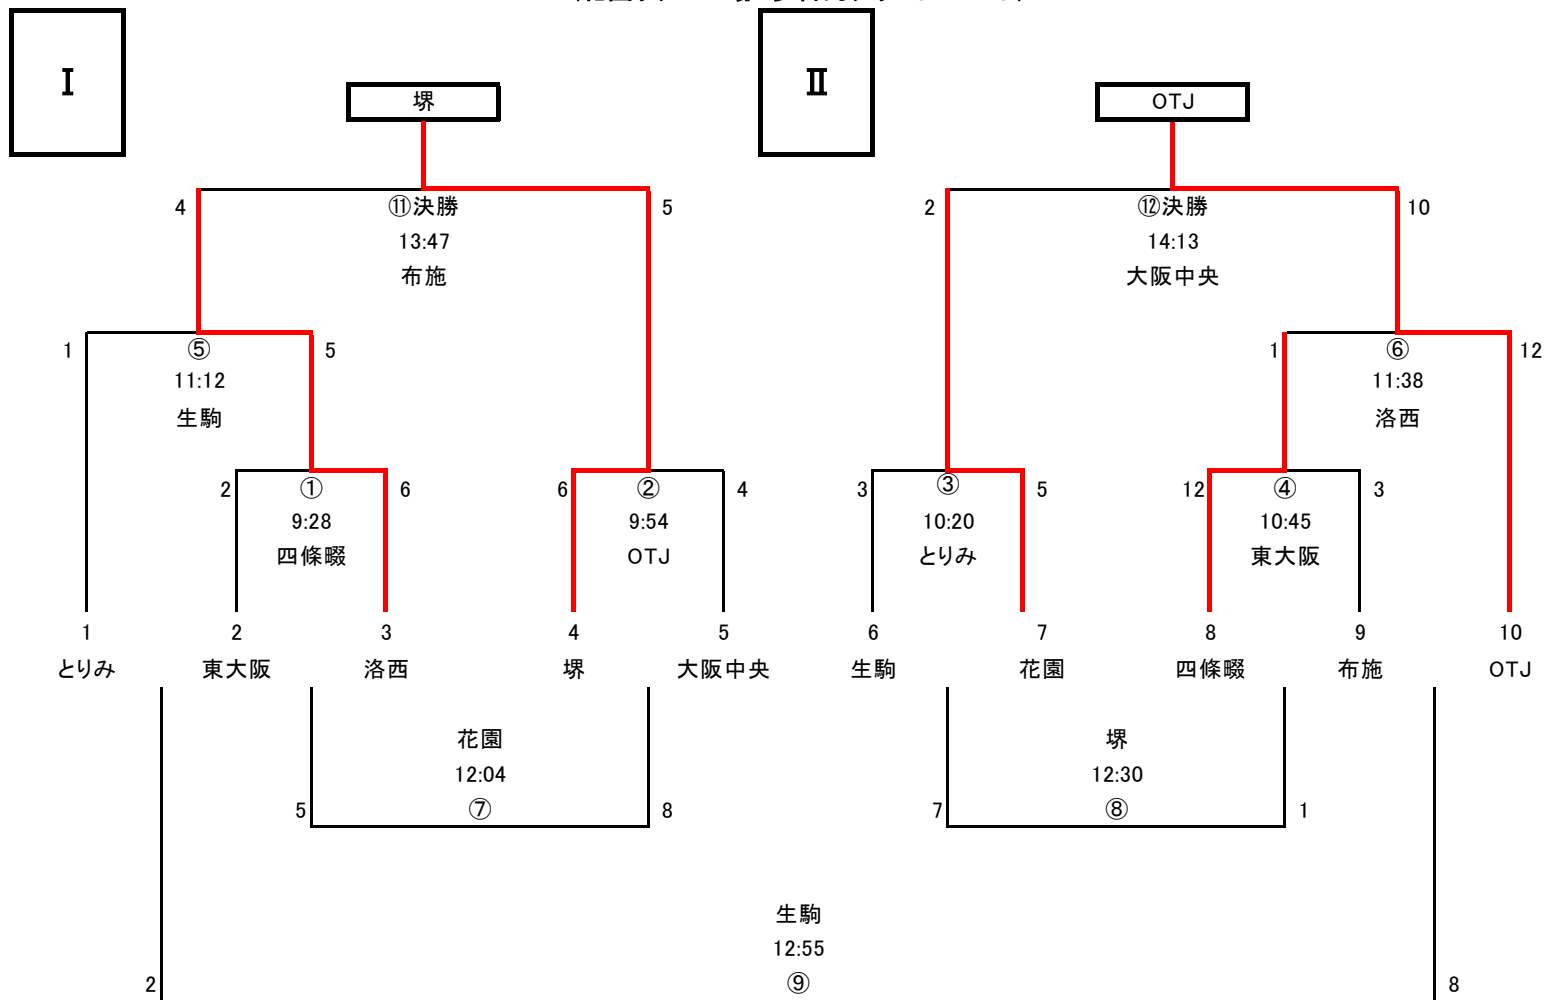 I
II
堺
OTJ
4
⑪決勝
5
2
⑫決勝
10
13:47
14:13
布施
大阪中央
1
⑤
5
1
⑥
12
11:12
11:38
生駒
洛西
2
①
6
6
②
4
3
③
5
12
④
3
9:28
9:54
10:20
10:45
四條畷
OTJ
とりみ
東大阪
1
2
3
4
5
6
7
8
9
10
とりみ
東大阪
洛西
堺
大阪中央
生駒
花園
四條畷
布施
OTJ
花園
堺
12:04
12:30
5
⑦
8
7
⑧
1
生駒
12:55
2
⑨
8